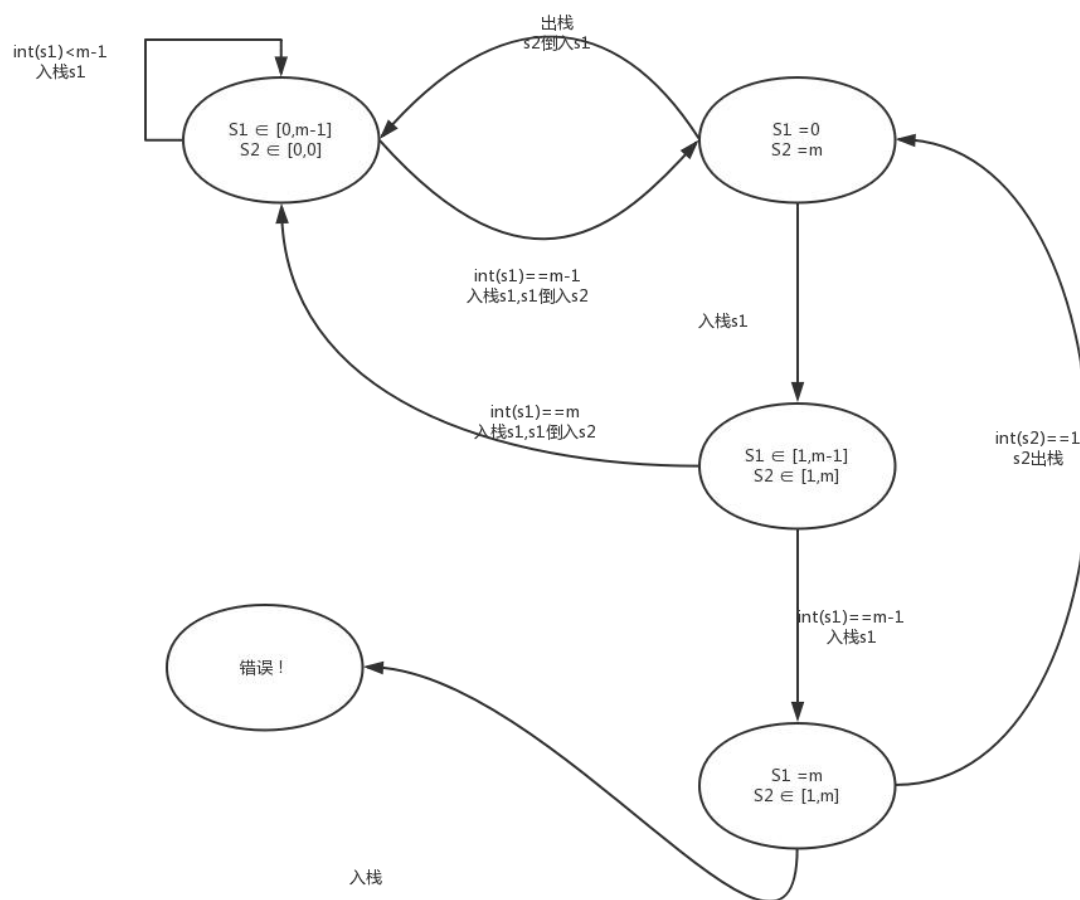 出栈
s2倒入s1
int(s1)<m-1
入栈s1
S1 ∈ [0,m-1]
S2 ∈ [0,0]
S1 =0
S2 =m
int(s1)==m-1
入栈s1,s1倒入s2
入栈s1
int(s1)==m
入栈s1,s1倒入s2
S1 ∈ [1,m-1]
S2 ∈ [1,m]
int(s2)==1
s2出栈
int(s1)==m-1
入栈s1
错误！
S1 =m
S2 ∈ [1,m]
入栈